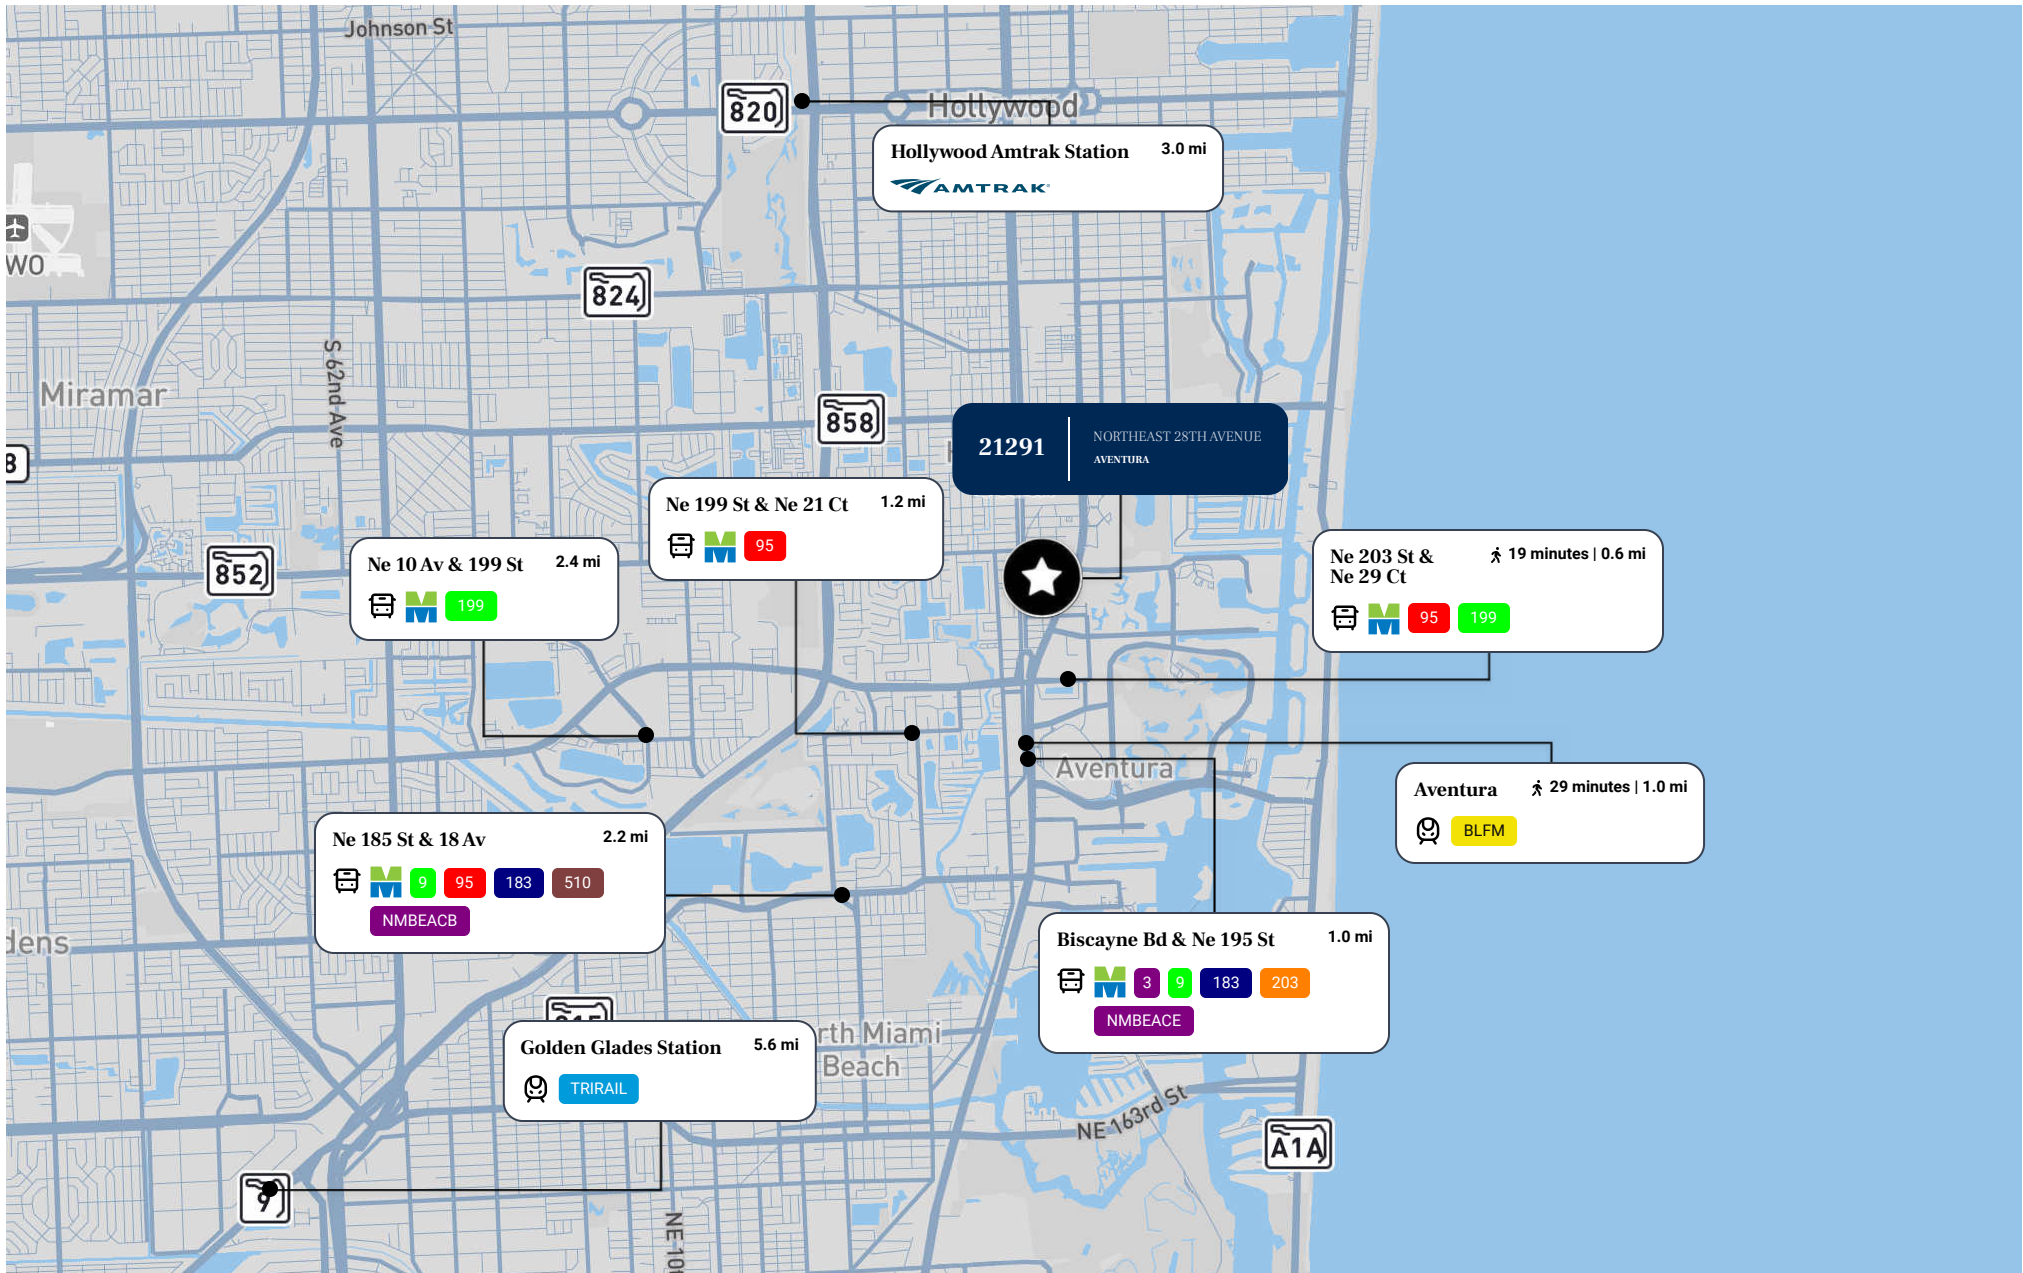 Johnson St
820
Hollywood
Hollywood Amtrak Station 3.0 mi
AMTRAK
WO
824
S 62nd Ave
Miramar
858
21291
NORTHEAST 28TH AVENUE
AVENTURA
8
Ne 199 St & Ne 21 Ct 1.2 mi
95
852
Ne 10 Av & 199 St 2.4 mi
199
Ne 203 St &
Ne 29 Ct
19 minutes | 0.6 mi
95 199
Aventura
Aventura 29 minutes | 1.0 mi
BLFM
Ne 185 St & 18 Av 2.2 mi
9 95 183 510
NMBEACB
dens
Biscayne Bd & Ne 195 St 1.0 mi
3 9 183 203
NMBEACE
Golden Glades Station 5.6 mi
TRIRAIL
rth Miami
Beach
NE 163rd St
A1A
9
NE 10t